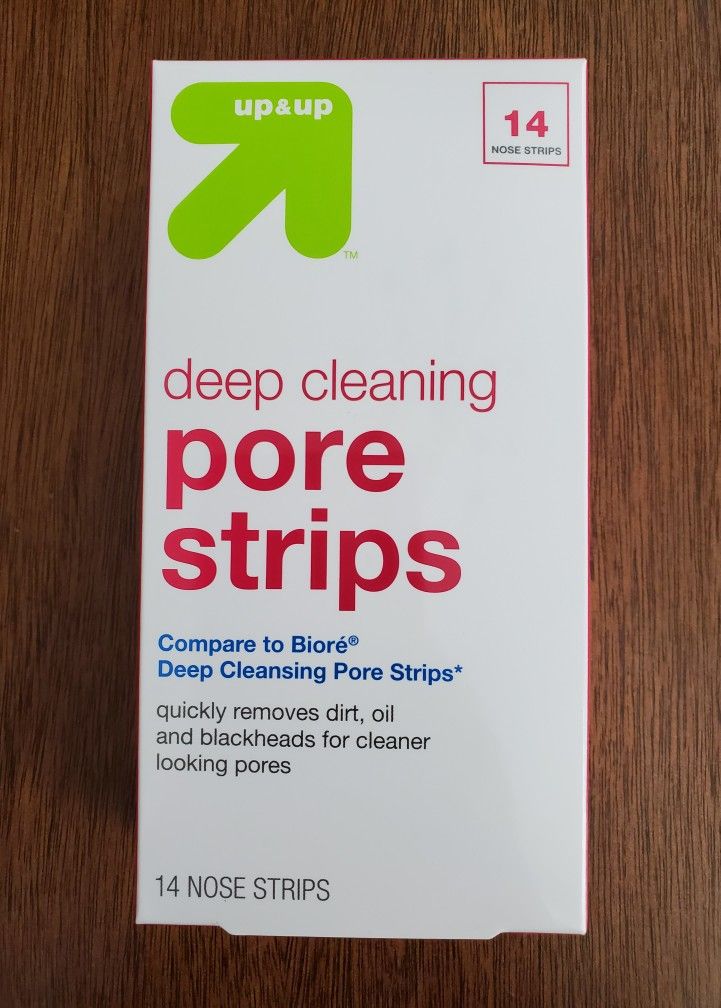 up&up
14
NOSE STRIPS
TM
deep cleaning
pore
strips
Compare to Bioré®
Deep Cleansing Pore Strips*
quickly removes dirt, oil
and blackheads for cleaner
looking pores
14 NOSE STRIPS